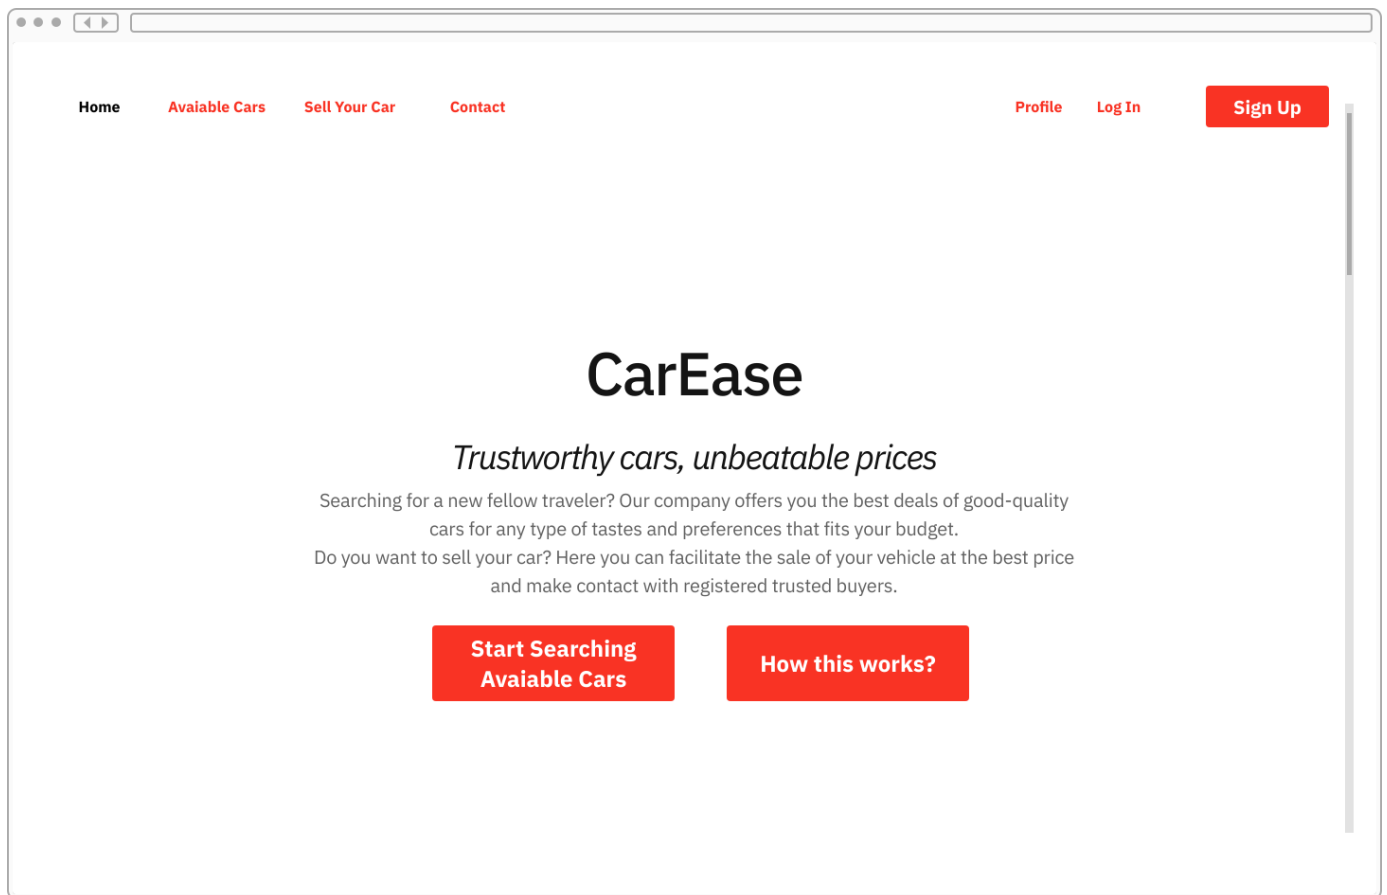 Home Avaiable Cars Sell Your Car Contact Profile Log In Sign Up
CarEase
Trustworthy cars, unbeatable prices
Searching for a new fellow traveler? Our company offers you the best deals of good-quality
cars for any type of tastes and preferences that fits your budget.
Do you want to sell your car? Here you can facilitate the sale of your vehicle at the best price
and make contact with registered trusted buyers.
Start Searching
Avaiable Cars
How this works?